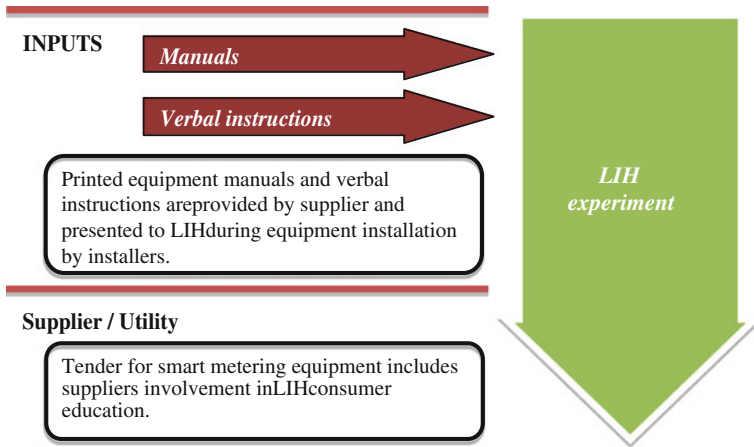 INPUTS
Manuals
Verbal instructions
Printed equipment manuals and verbal
instructions areprovided by supplier and
presented to LIHduring equipment installation
by installers.
LIH
experiment
Supplier / Utility
Tender for smart metering equipment includes
suppliers involvement inLIHconsumer
education.